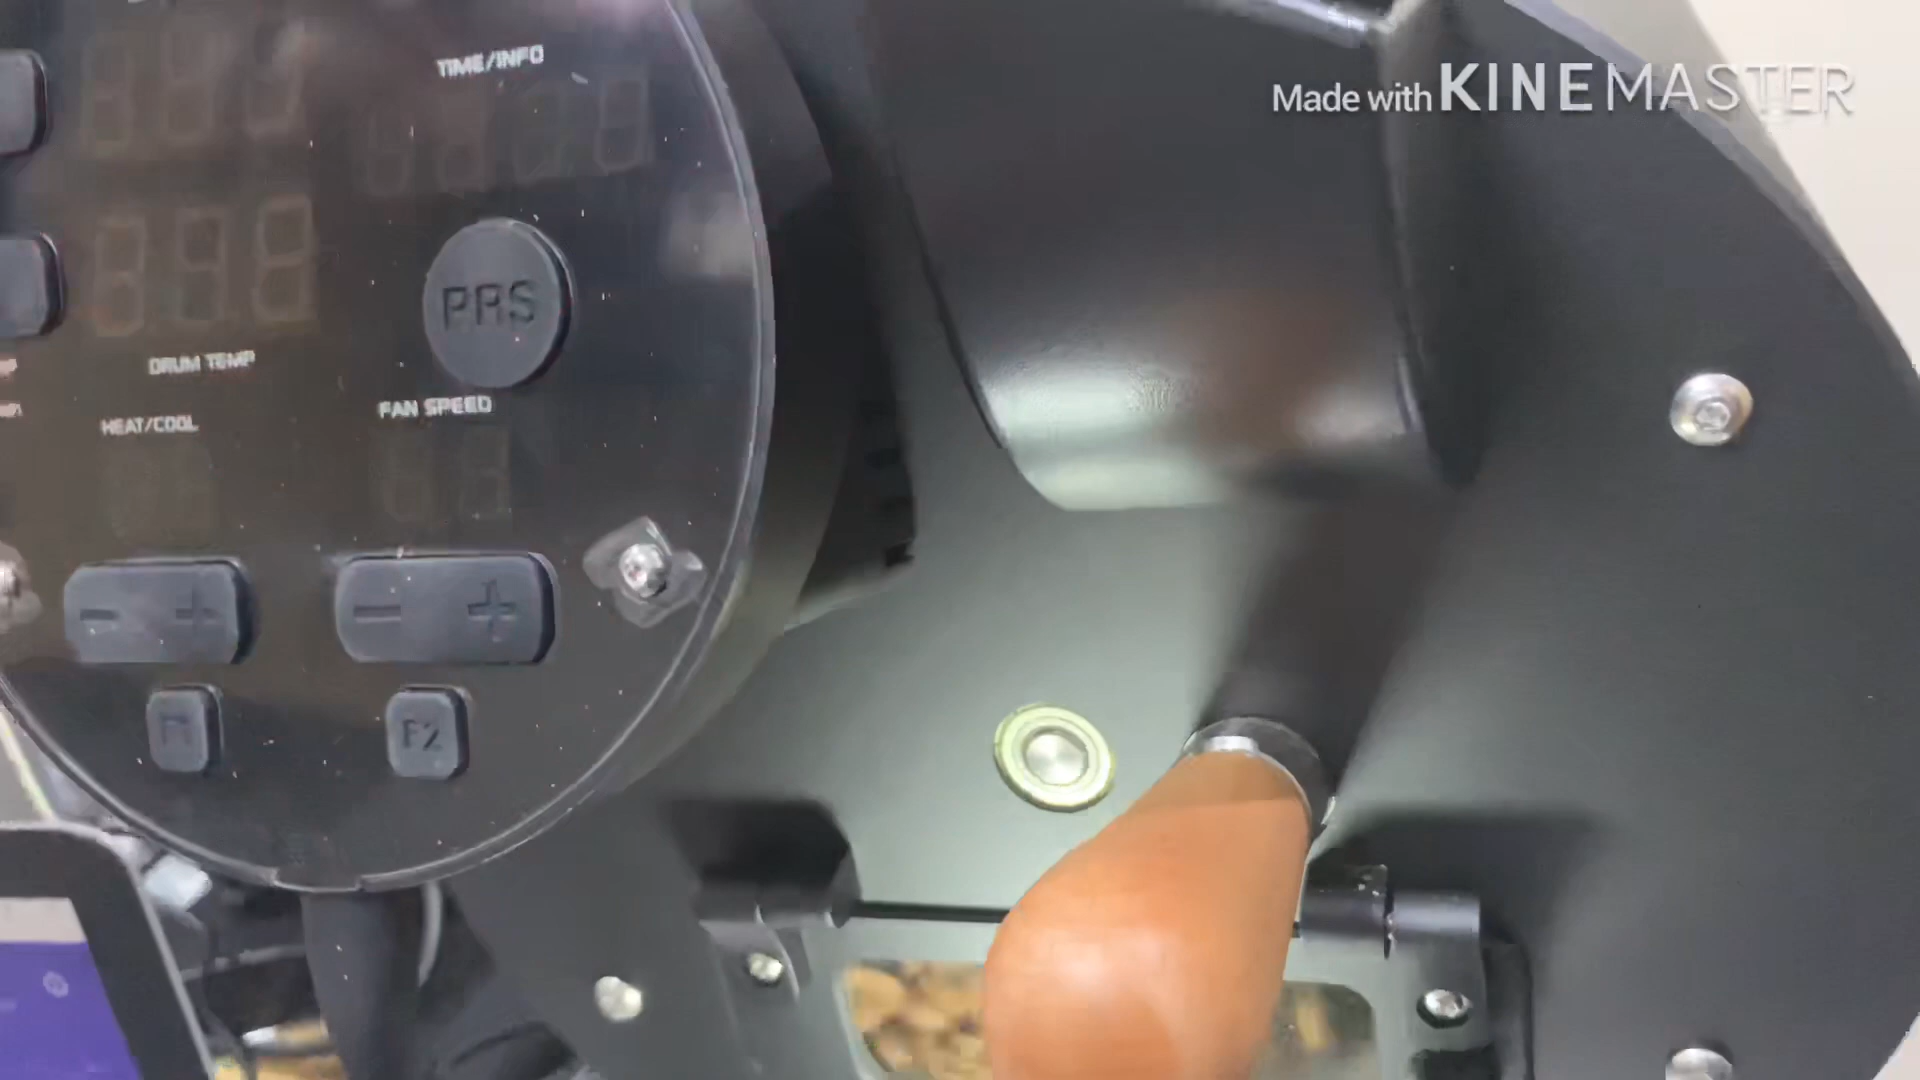 TIME/INFO
Made with KINEMASTER
PRS
DRUM TEMP
FAN SPEED
HEAT/COOL
- +
- +
F2